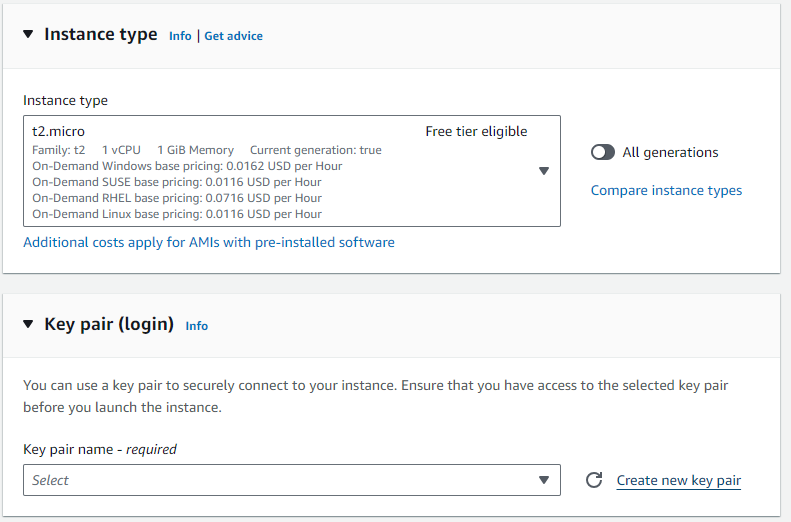 Instance type Info | Get advice
Instance type
t2.micro Free tier eligible
Family: t2 1 vCPU 1 GiB Memory Current generation: true
On-Demand Windows base pricing: 0.0162 USD per Hour
On-Demand SUSE base pricing: 0.0116 USD per Hour
On-Demand RHEL base pricing: 0.0716 USD per Hour
On-Demand Linux base pricing: 0.0116 USD per Hour
All generations
Compare instance types
Additional costs apply for AMIs with pre-installed software
Key pair (login) Info
You can use a key pair to securely connect to your instance. Ensure that you have access to the selected key pair
before you launch the instance.
Key pair name - required
Select
Create new key pair